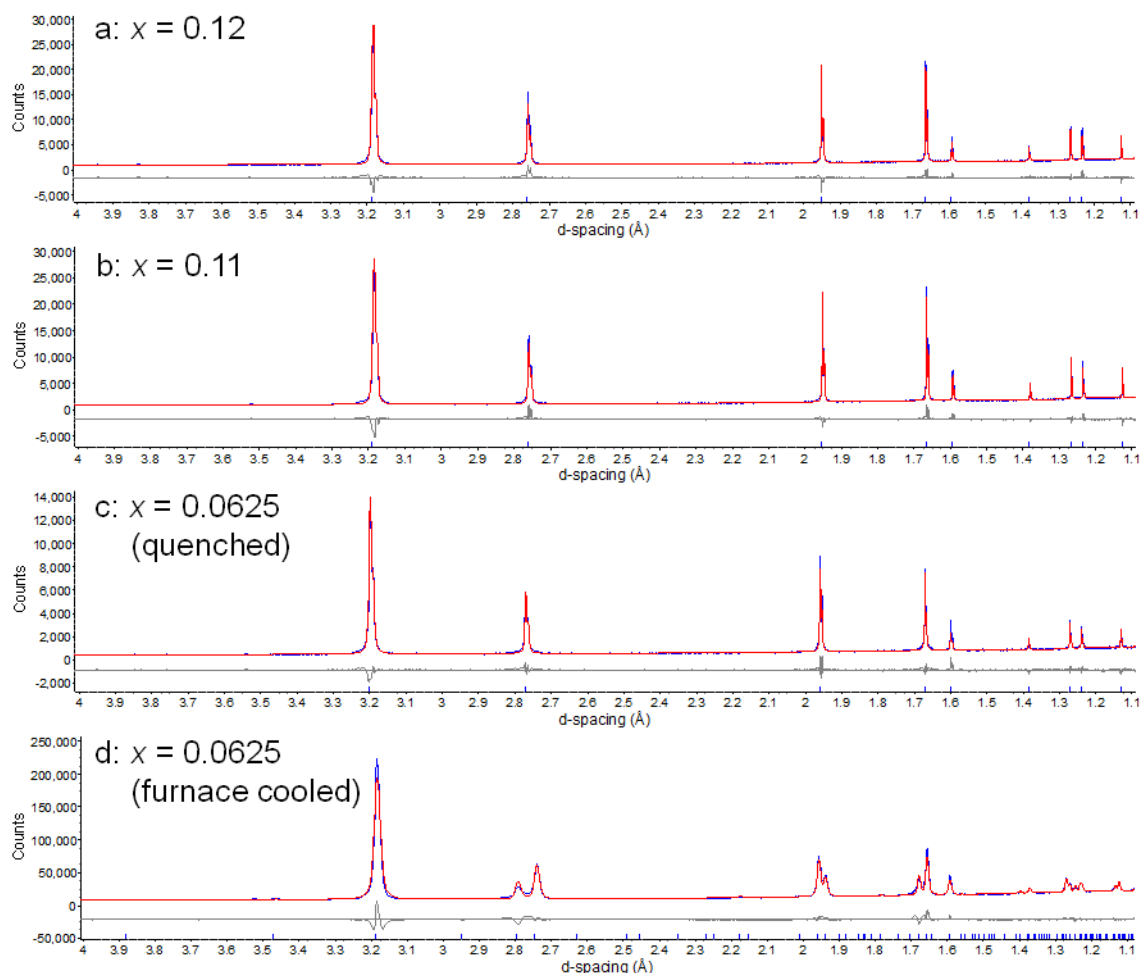 a: x = 0.12
Counts
30,000
25,000
20,000
15,000
10,000
5,000
0
-5,000
4 3.9 3.8 3.7 3.6 3.5 3.4 3.3 3.2 3.1 3 2.9 2.8 2.7 2.6 2.5 2.4 2.3 2.2 2.1 2 1.9 1.8 1.7 1.6 1.5 1.4 1.3 1.2 1.1
d-spacing (Å)
b: x = 0.11
Counts
30,000
25,000
20,000
15,000
10,000
5,000
0
-5,000
4 3.9 3.8 3.7 3.6 3.5 3.4 3.3 3.2 3.1 3 2.9 2.8 2.7 2.6 2.5 2.4 2.3 2.2 2.1 2 1.9 1.8 1.7 1.6 1.5 1.4 1.3 1.2 1.1
d-spacing (Å)
c: x = 0.0625
(quenched)
Counts
14,000
12,000
10,000
8,000
6,000
4,000
2,000
0
-2,000
4 3.9 3.8 3.7 3.6 3.5 3.4 3.3 3.2 3.1 3 2.9 2.8 2.7 2.6 2.5 2.4 2.3 2.2 2.1 2 1.9 1.8 1.7 1.6 1.5 1.4 1.3 1.2 1.1
d-spacing (Å)
d: x = 0.0625
(furnace cooled)
Counts
250,000
200,000
150,000
100,000
50,000
0
-50,000
4 3.9 3.8 3.7 3.6 3.5 3.4 3.3 3.2 3.1 3 2.9 2.8 2.7 2.6 2.5 2.4 2.3 2.2 2.1 2 1.9 1.8 1.7 1.6 1.5 1.4 1.3 1.2 1.1
d-spacing (Å)